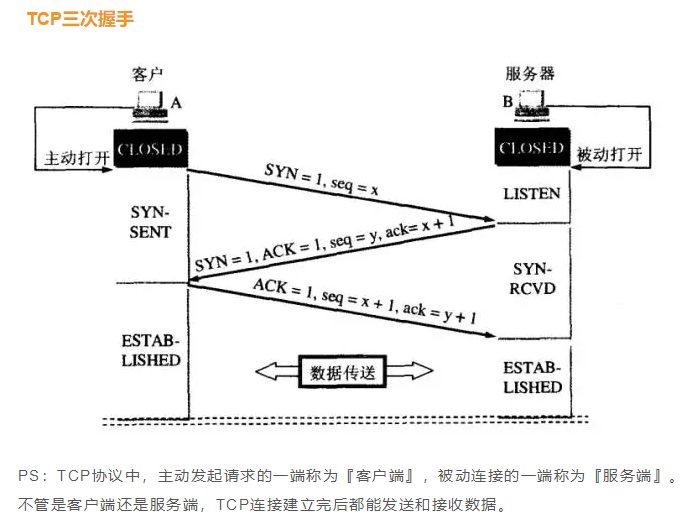 TCP三次握手
客户
服务器
A
B
CLOSED
CLOSED
主动打开
被动打开
SYN = 1, seq = x
LISTEN
SYN-
SENT
SYN = 1, ACK = 1, seq = y, ack= x + 1
SYN-
RCVD
ACK = 1, seq = x + 1, ack = y + 1
ESTAB-
LISHED
数据传送
ESTAB-
LISHED
PS：TCP协议中，主动发起请求的一端称为『客户端』，被动连接的一端称为『服务端』。
不管是客户端还是服务端，TCP连接建立完后都能发送和接收数据。